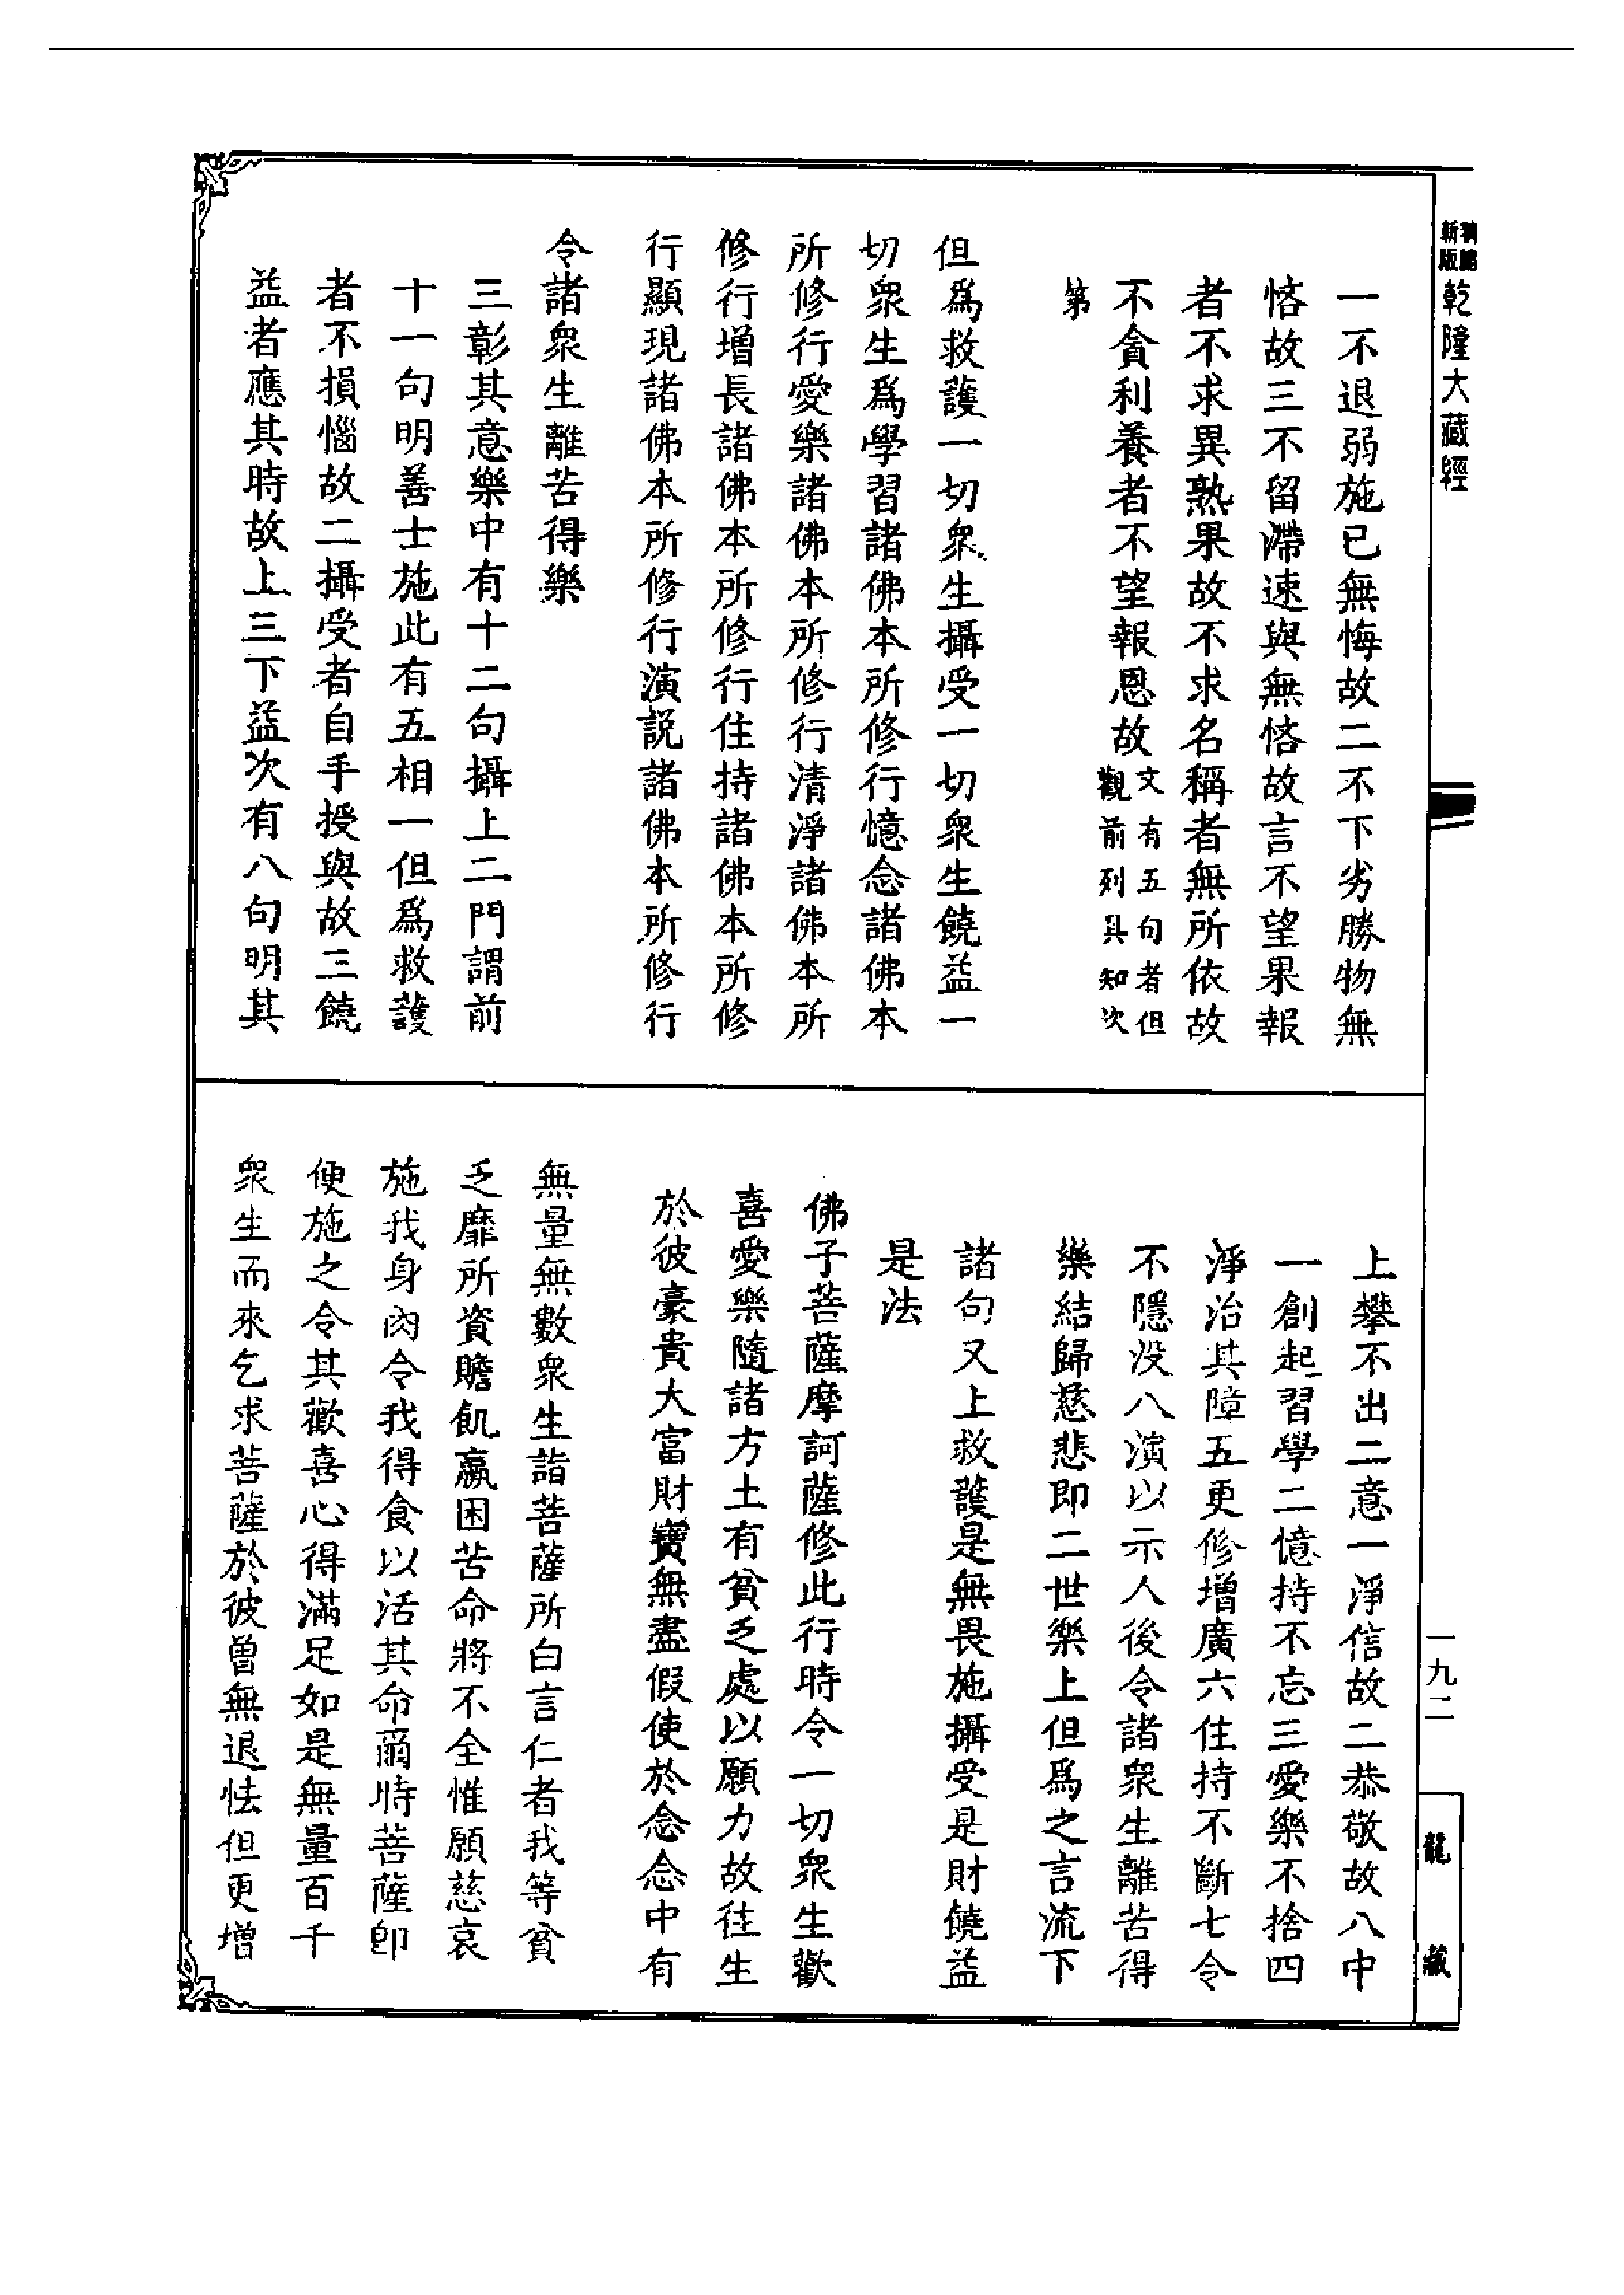 新版
精編
乾隆大藏經
一不退弱施已無悔故二不下劣勝物無
悋故三不留滯速與無悋故言不望果報
者不求異熟果故不求名稱者無所依故
不貪利養者不望報恩故文有五句者但
觀前列具知次
第
但爲救護一切衆生攝受一切衆生饒益一
切衆生爲學習諸佛本所修行憶念諸佛本
所修行愛樂諸佛本所修行清淨諸佛本所
修行增長諸佛本所修行住持諸佛本所修
行顯現諸佛本所修行演説諸佛本所修行
令諸衆生離苦得樂
三彰其意樂中有十二句攝上二門謂前
十一句明善士施此有五相一但爲救護
者不損惱故二攝受者自手授與故三饒
益者應其時故上三下益次有八句明其
上攀不出二意一淨信故二恭敬故八中
一創起習學二憶持不忘三愛樂不捨四
淨治其障五更修增廣六住持不斷七令
不隱没八演以示人後令諸衆生離苦得
樂結歸慈悲即二世樂上但爲之言流下
諸句又上救護是無畏施攝受是財饒益
是法
佛子菩薩摩訶薩修此行時令一切衆生歡
喜愛樂隨諸方土有貧乏處以願力故往生
於彼豪貴大富財寶無盡假使於念念中有
無量無數衆生詣菩薩所白言仁者我等貧
乏靡所資贍飢羸困苦命將不全惟願慈哀
施我身肉令我得食以活其命爾時菩薩即
便施之令其歡喜心得滿足如是無量百千
衆生而來乞求菩薩於彼曾無退怯但更增
一九二
龍藏